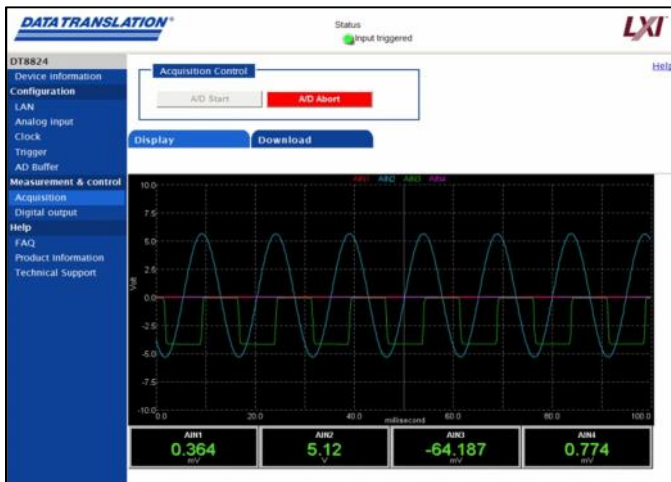 DATA TRANSLATION®
Status
Input triggered
LXI
DT8824
Device information
Configuration
LAN
Analog input
Clock
Trigger
AD Buffer
Measurement & control
Acquisition
Digital output
Help
FAQ
Product Information
Technical Support
Acquisition Control
A/D Start
A/D Abort
Help
Display
Download
AIN1 AIN2 AIN3 AIN4
10.0
7.5
5.0
2.5
0.0
-2.5
-5.0
-7.5
-10.0
Volt
0.0 20.0 40.0 60.0 80.0 100.0
millisecond
AIN1
0.364
mV
AIN2
5.12
V
AIN3
-64.187
mV
AIN4
0.774
mV